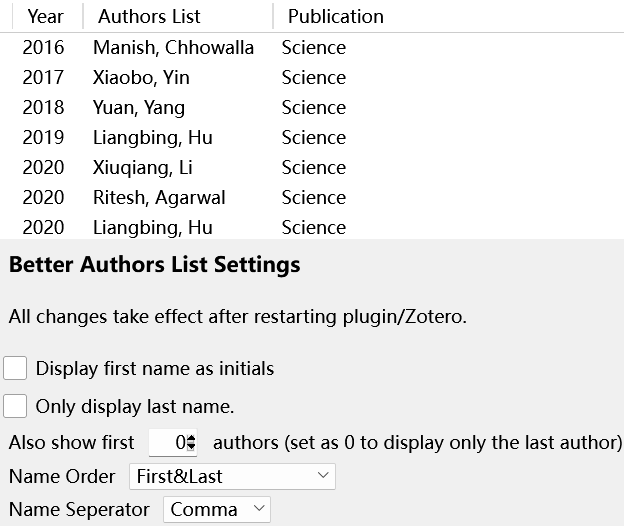 Year Authors List Publication
2016 Manish, Chhowalla Science
2017 Xiaobo, Yin Science
2018 Yuan, Yang Science
2019 Liangbing, Hu Science
2020 Xiuqiang, Li Science
2020 Ritesh, Agarwal Science
2020 Liangbing, Hu Science
Better Authors List Settings
All changes take effect after restarting plugin/Zotero.
Display first name as initials
Only display last name.
Also show first 0 authors (set as 0 to display only the last author)
Name Order First&Last
Name Seperator Comma